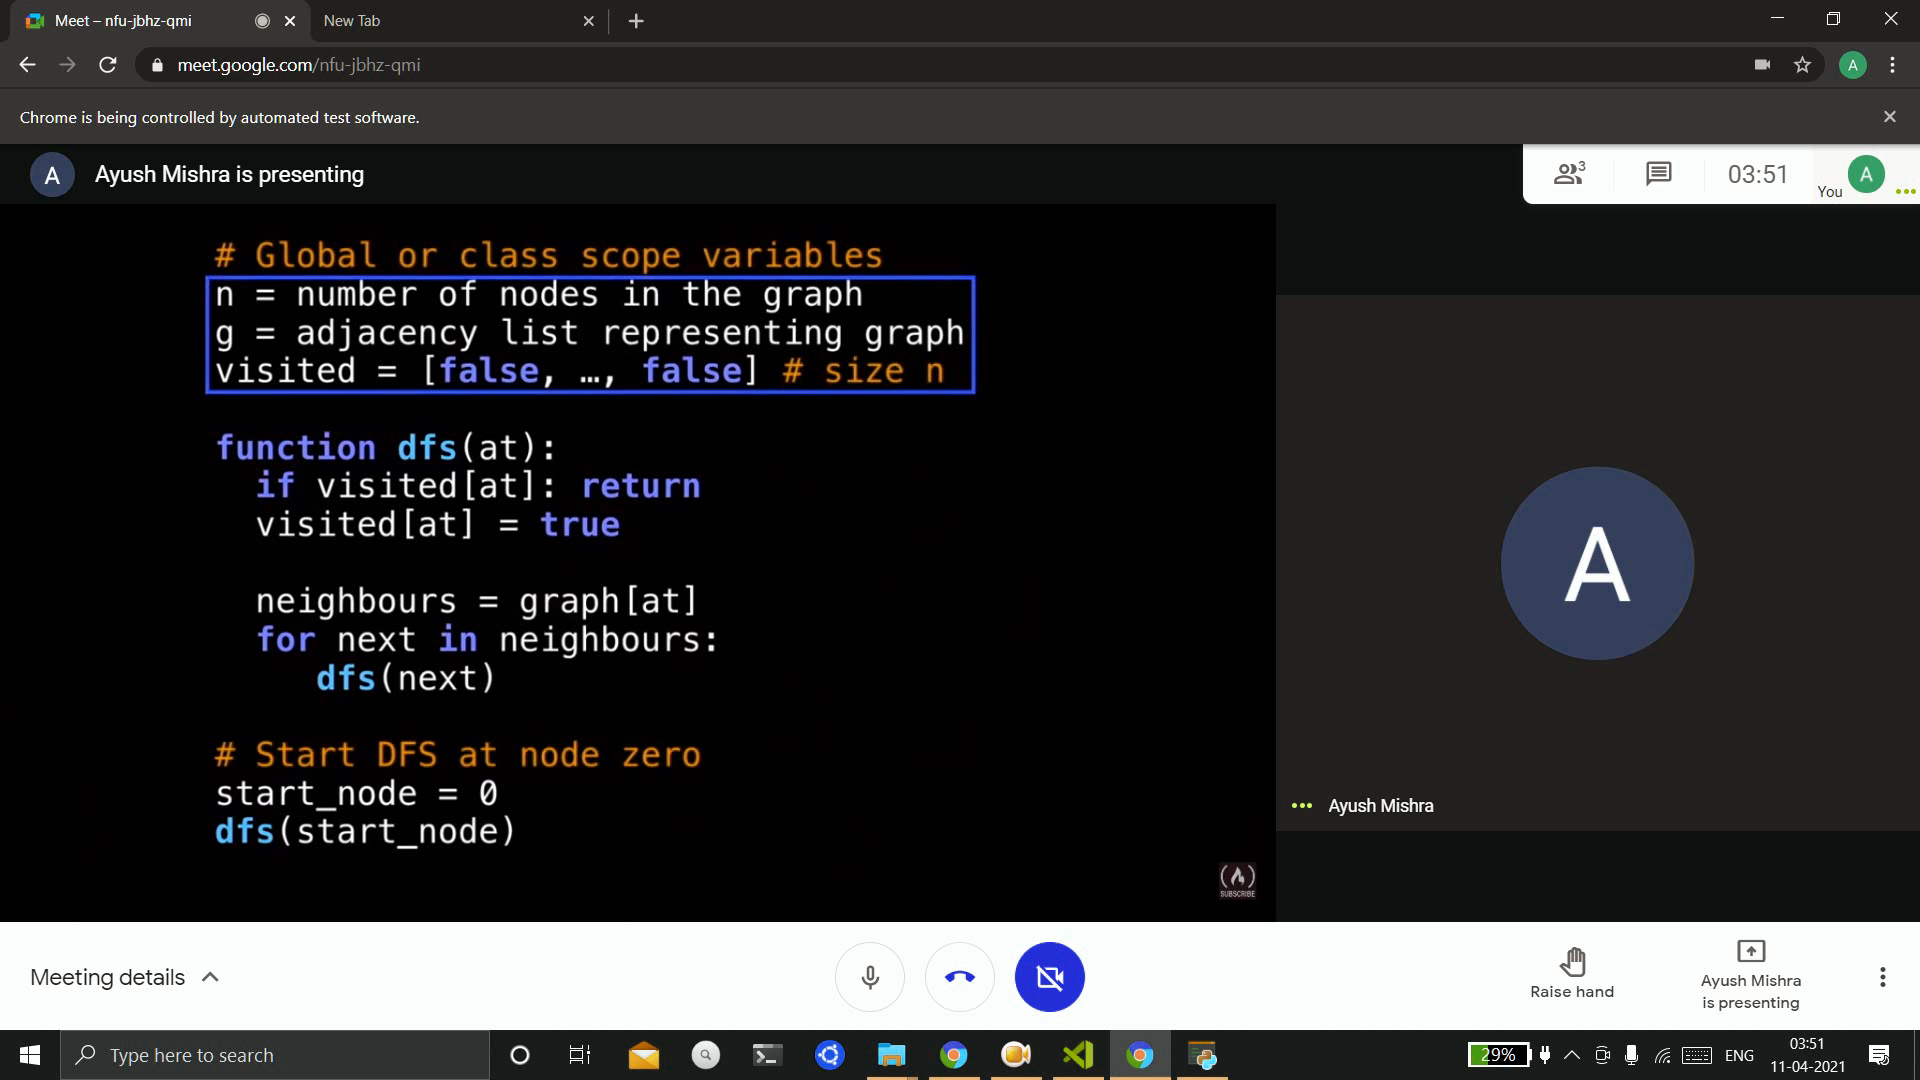 Meet – nfu-jbhz-qmi
New Tab
meet.google.com/nfu-jbhz-qmi
A
Chrome is being controlled by automated test software.
A
Ayush Mishra is presenting
3
03:51
You
A
# Global or class scope variables
n = number of nodes in the graph
g = adjacency list representing graph
visited = [false, …, false] # size n
function dfs(at):
if visited[at]: return
visited[at] = true
neighbours = graph[at]
for next in neighbours:
dfs(next)
# Start DFS at node zero
start_node = 0
dfs(start_node)
SUBSCRIBE
A
Ayush Mishra
Meeting details
Raise hand
Ayush Mishra
is presenting
Type here to search
29%
ENG
03:51
11-04-2021